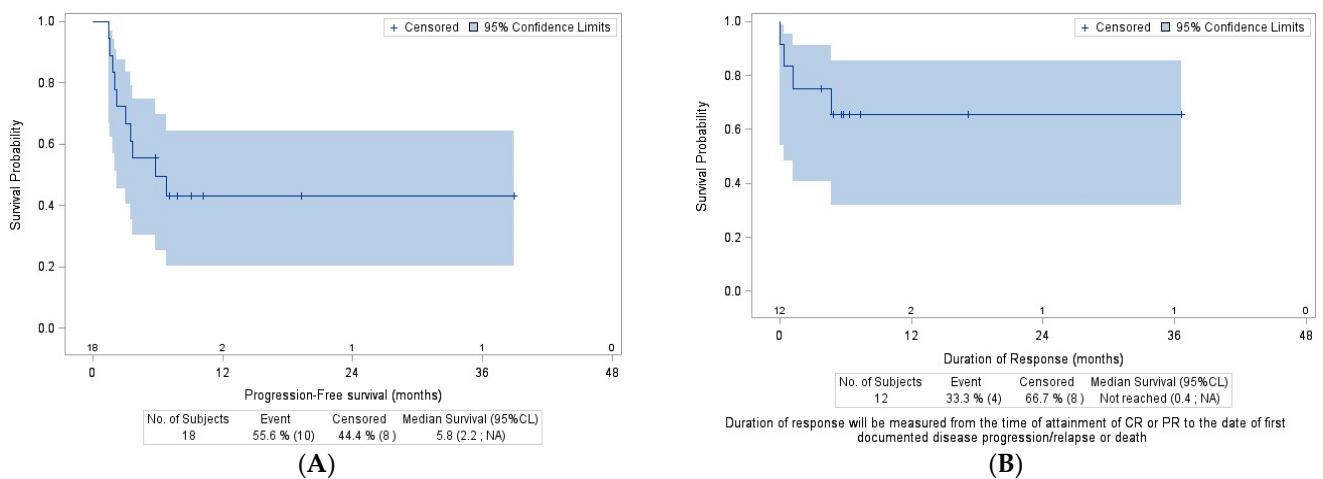 1.0
0.8
0.6
0.4
0.2
0.0
Survival Probability
+ Censored 95% Confidence Limits
18 2 1 1 0
0 12 24 36 48
Progression-Free survival (months)
No. of Subjects Event Censored Median Survival (95%CL)
18 55.6 % (10) 44.4 % (8) 5.8 (2.2 ; NA)
(A)
1.0
0.8
0.6
0.4
0.2
0.0
Survival Probability
+ Censored 95% Confidence Limits
12 2 1 1 0
0 12 24 36 48
Duration of Response (months)
No. of Subjects Event Censored Median Survival (95%CL)
12 33.3 % (4) 66.7 % (8) Not reached (0.4 ; NA)
Duration of response will be measured from the time of attainment of CR or PR to the date of first
documented disease progression/relapse or death
(B)